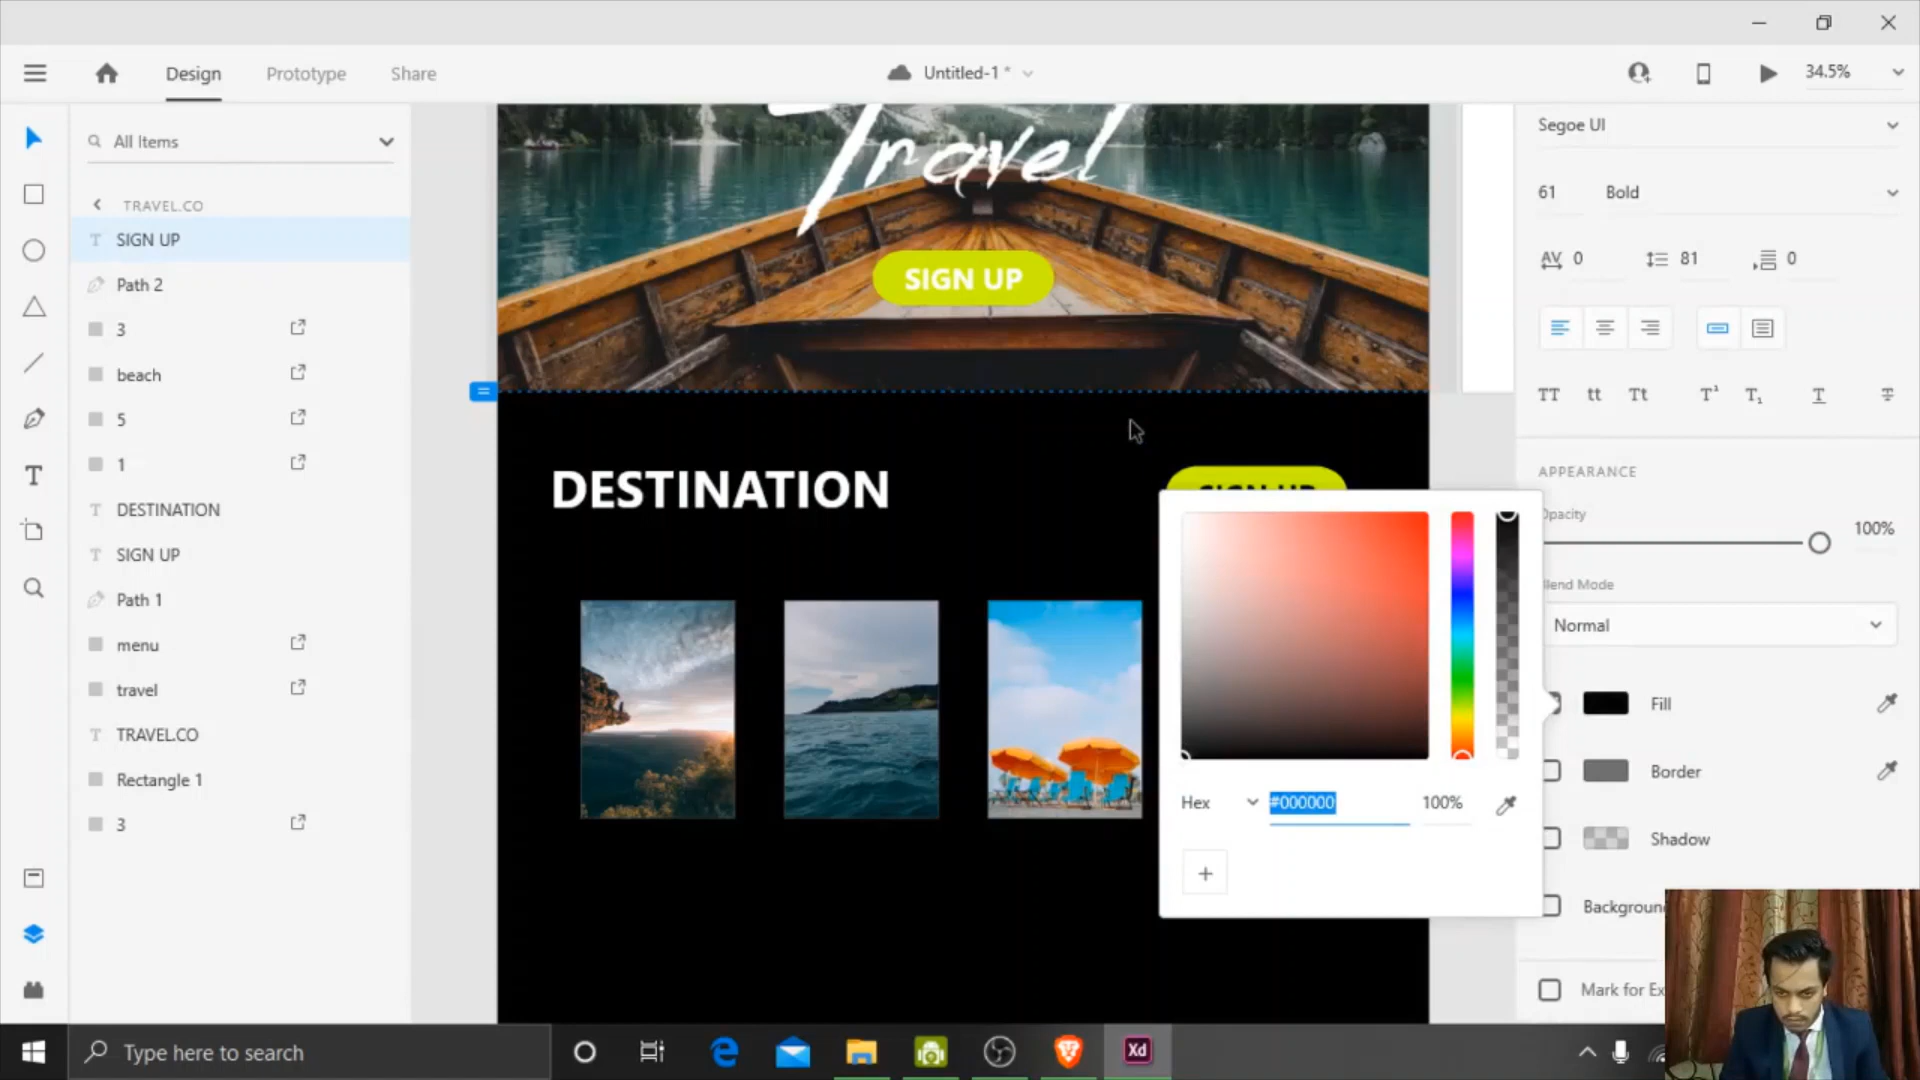 Design
Prototype
Share
Untitled-1 *
34.5%
All Items
TRAVEL.CO
SIGN UP
Path 2
3
beach
5
1
DESTINATION
SIGN UP
Path 1
menu
travel
TRAVEL.CO
Rectangle 1
3
Travel
SIGN UP
DESTINATION
SIGN UP
Hex
#000000
100%
+
Segoe UI
61
Bold
AV 0
81
0
TT
tt
Tt
T¹
T₁
T
T
APPEARANCE
Opacity
100%
Blend Mode
Normal
Fill
Border
Shadow
Background
Mark for Ex
Type here to search
Xd